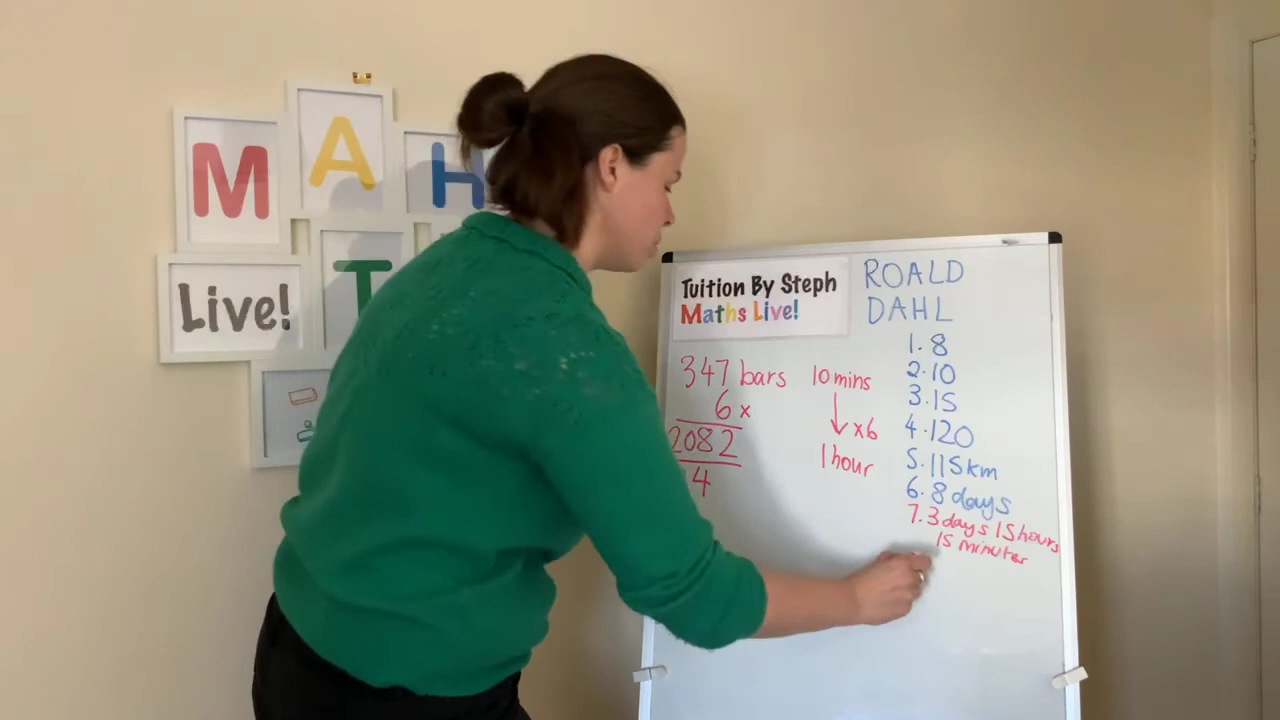 M
A
H
Live!
T
Tuition By Steph
Maths Live!
347 bars
6 x
2082
4
10 mins
x6
1 hour
ROALD
DAHL
1. 8
2. 10
3. 15
4. 120
5. 115km
6. 8 days
7. 3 days 15 hours
15 minutes